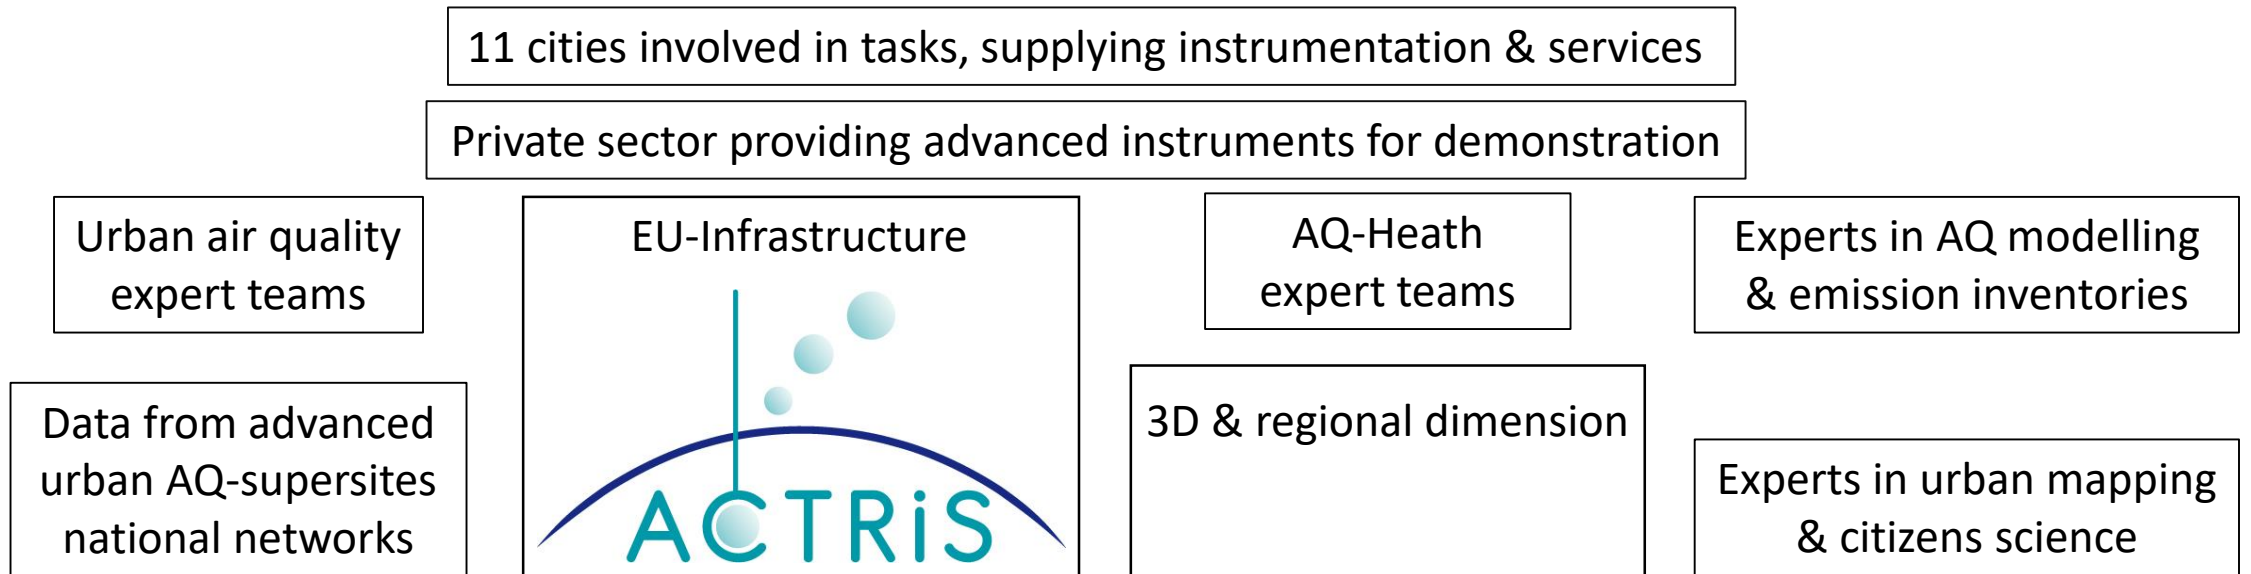 11 cities involved in tasks, supplying instrumentation & services
Private sector providing advanced instruments for demonstration
Urban air quality
expert teams
EU-Infrastructure
ACTRiS
AQ-Heath
expert teams
Experts in AQ modelling
& emission inventories
Data from advanced
urban AQ-supersites
national networks
3D & regional dimension
Experts in urban mapping
& citizens science